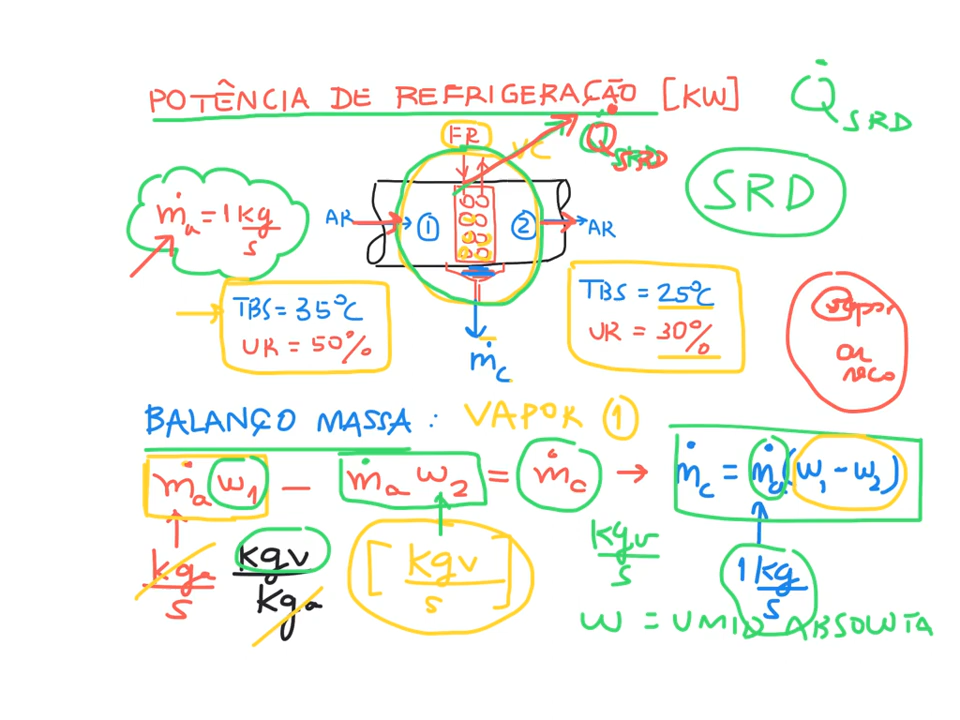 POTÊNCIA DE REFRIGERAÇÃO [KW]
Q̇ SRD
FR
VC
Q̇ SRD
SRD
ṁa = 1 kg/s
AR
1
2
AR
TBS = 35°C
UR = 50%
TBS = 25°C
UR = 30%
ṁc
vapor
ar
seco
BALANÇO MASSA : VAPOR 1
ṁa w1 − ṁa w2 = ṁc → ṁc = ṁa (w1 − w2)
kga/s
kgv/kga
[kgv/s]
kgv/s
1 kg/s
w = UMID ABSOLUTA